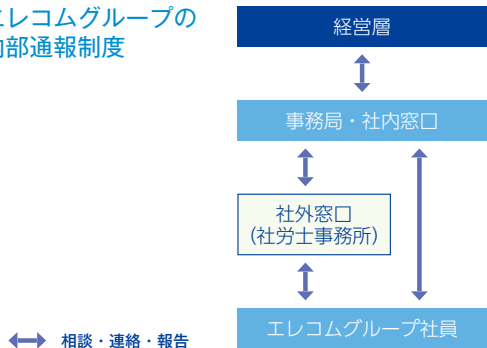 エレコムグループの
内部通報制度
経営層
事務局・社内窓口
社外窓口
(社労士事務所)
エレコムグループ社員
相談・連絡・報告